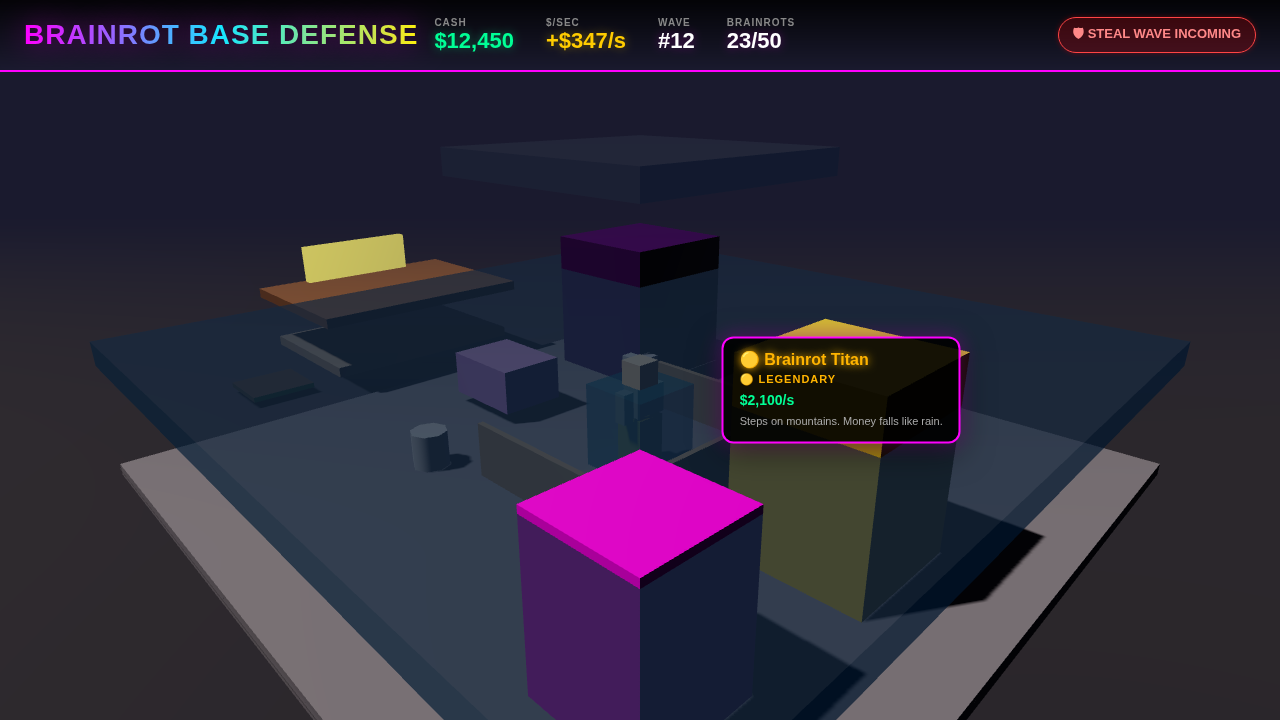 BRAINROT BASE DEFENSE
CASH
$12,450
$/SEC
+$347/s
WAVE
#12
BRAINROTS
23/50
STEAL WAVE INCOMING
Brainrot Titan
LEGENDARY
$2,100/s
Steps on mountains. Money falls like rain.